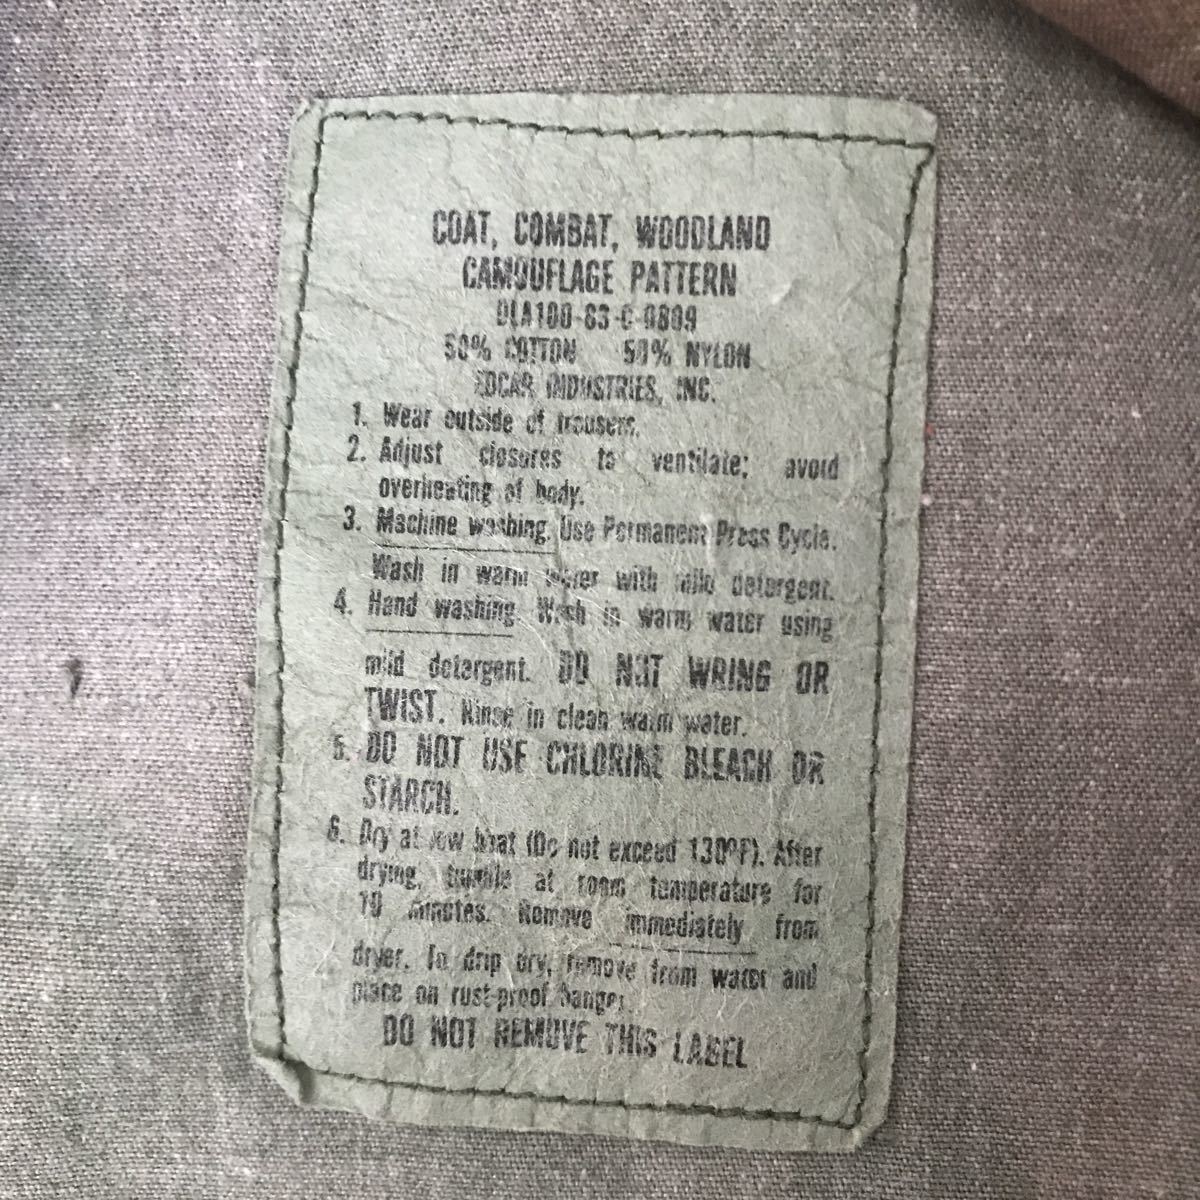 COAT, COMBAT, WOODLAND
CAMOUFLAGE PATTERN
DLA100-83-C-0809
50% COTTON 50% NYLON
EDCAR INDUSTRIES, INC.
1. Wear outside of trousers.
2. Adjust closures to ventilate; avoid
overheating of body.
3. Machine washing. Use Permanent Press Cycle.
Wash in warm water with mild detergent.
4. Hand washing. Wash in warm water using
mild detergent. DO NOT WRING OR
TWIST. Rinse in clean warm water.
5. DO NOT USE CHLORINE BLEACH OR
STARCH.
6. Dry at low heat (Do not exceed 130ºF). After
drying, tumble at room temperature for
10 minutes. Remove immediately from
dryer. To drip dry, remove from water and
place on rust-proof hanger.
DO NOT REMOVE THIS LABEL